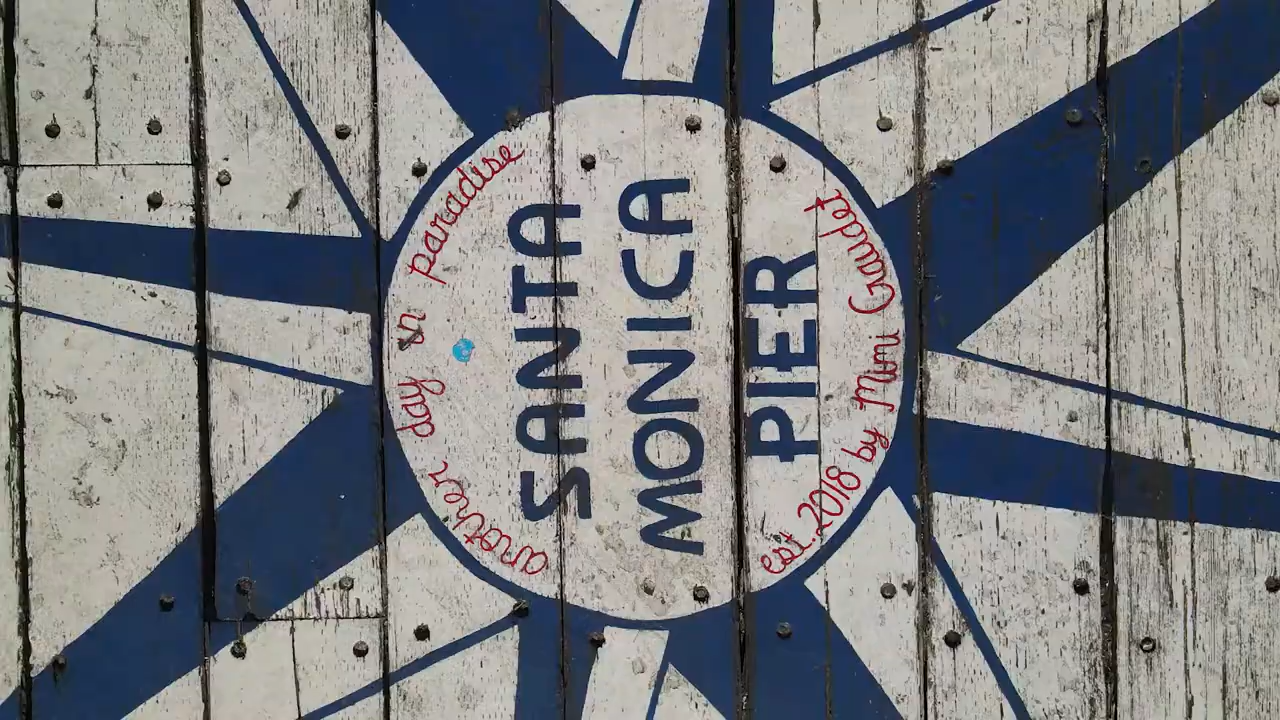 another day in paradise
SANTA
MONICA
PIER
est. 2018 by Mimi Gaudet